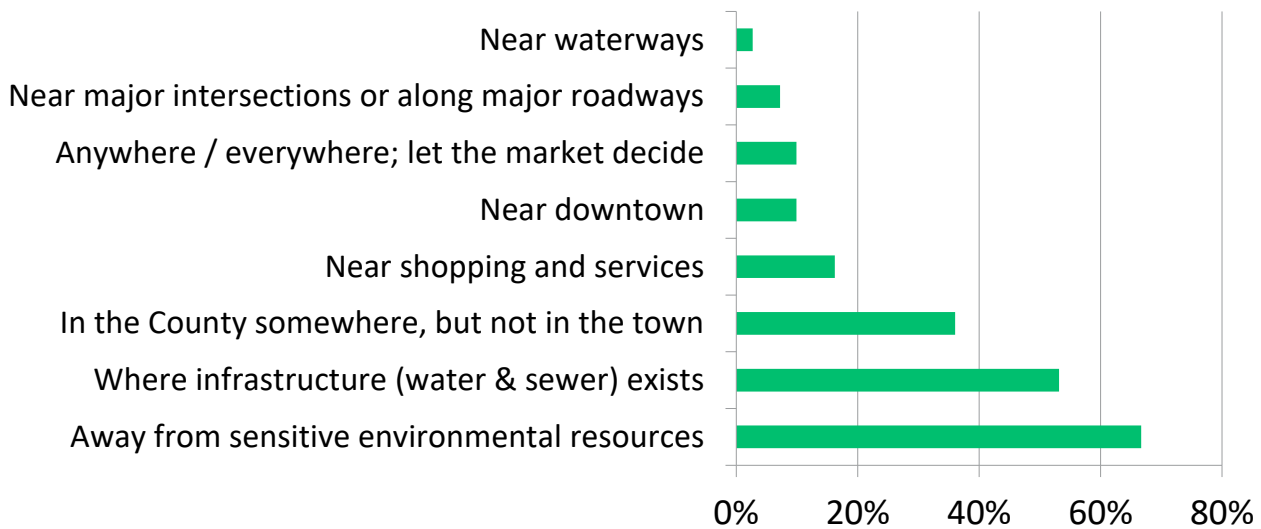 Near waterways
Near major intersections or along major roadways
Anywhere / everywhere; let the market decide
Near downtown
Near shopping and services
In the County somewhere, but not in the town
Where infrastructure (water & sewer) exists
Away from sensitive environmental resources
0% 20% 40% 60% 80%